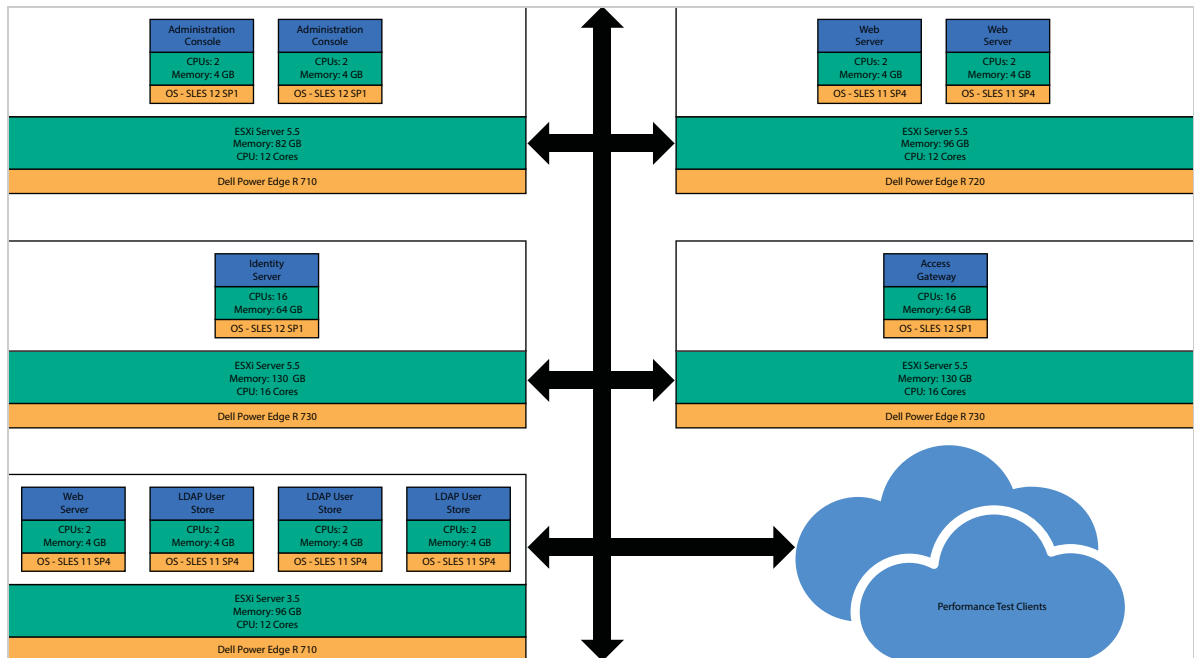 Administration
Console
CPUs: 2
Memory: 4 GB
OS - SLES 12 SP1
Administration
Console
CPUs: 2
Memory: 4 GB
OS - SLES 12 SP1
ESXi Server 5.5
Memory: 82 GB
CPU: 12 Cores
Dell Power Edge R 710
Web
Server
CPUs: 2
Memory: 4 GB
OS - SLES 11 SP4
Web
Server
CPUs: 2
Memory: 4 GB
OS - SLES 11 SP4
ESXi Server 5.5
Memory: 96 GB
CPU: 12 Cores
Dell Power Edge R 720
Identity
Server
CPUs: 16
Memory: 64 GB
OS - SLES 12 SP1
ESXi Server 5.5
Memory: 130 GB
CPU: 16 Cores
Dell Power Edge R 730
Access
Gateway
CPUs: 16
Memory: 64 GB
OS - SLES 12 SP1
ESXi Server 5.5
Memory: 130 GB
CPU: 16 Cores
Dell Power Edge R 730
Web
Server
CPUs: 2
Memory: 4 GB
OS - SLES 11 SP4
LDAP User
Store
CPUs: 2
Memory: 4 GB
OS - SLES 11 SP4
LDAP User
Store
CPUs: 2
Memory: 4 GB
OS - SLES 11 SP4
LDAP User
Store
CPUs: 2
Memory: 4 GB
OS - SLES 11 SP4
ESXi Server 3.5
Memory: 96 GB
CPU: 12 Cores
Dell Power Edge R 710
Performance Test Clients